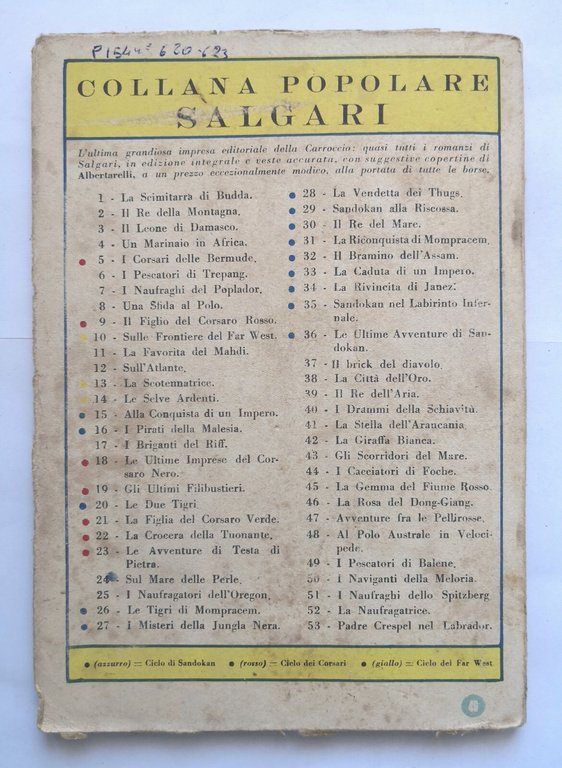 P154nº 620-623
COLLANA POPOLARE
SALGARI
L'ultima grandiosa impresa editoriale della Carroccio: quasi tutti i romanzi di
Salgari, in edizione integrale e veste accurata, con suggestive copertine di
Albertarelli, a un prezzo eccezionalmente modico, alla portata di tutte le borse.
1 - La Scimitarra di Budda.
2 - Il Re della Montagna.
3 - Il Leone di Damasco.
4 - Un Marinaio in Africa.
● 5 - I Corsari delle Bermude.
6 - I Pescatori di Trepang.
7 - I Naufraghi del Poplador.
8 - Una Sfida al Polo.
● 9 - Il Figlio del Corsaro Rosso.
● 10 - Sulle Frontiere del Far West.
11 - La Favorita del Mahdi.
12 - Sull'Atlante.
● 13 - La Scotennatrice.
● 14 - Le Selve Ardenti.
● 15 - Alla Conquista di un Impero.
● 16 - I Pirati della Malesia.
17 - I Briganti del Riff.
● 18 - Le Ultime Imprese del Cor-
saro Nero.
● 19 - Gli Ultimi Filibustieri.
● 20 - Le Due Tigri
● 21 - La Figlia del Corsaro Verde.
● 22 - La Crocera della Tuonante.
● 23 - Le Avventure di Testa di
Pietra.
24 - Sul Mare delle Perle.
25 - I Naufragatori dell'Oregon.
● 26 - Le Tigri di Mompracem.
● 27 - I Misteri della Jungla Nera.
● 28 - La Vendetta dei Thugs.
● 29 - Sandokan alla Riscossa.
● 30 - Il Re del Mare.
● 31 - La Riconquista di Mompracem.
● 32 - Il Bramino dell'Assam.
● 33 - La Caduta di un Impero.
● 34 - La Rivincita di Janez.
● 35 - Sandokan nel Labirinto Infer-
nale.
● 36 - Le Ultime Avventure di San-
dokan.
37 - Il brick del diavolo.
38 - La Città dell'Oro.
39 - Il Re dell'Aria.
40 - I Drammi della Schiavitù.
41 - La Stella dell'Araucania
42 - La Giraffa Bianca.
43 - Gli Scorridori del Mare.
44 - I Cacciatori di Foche.
45 - La Gemma del Fiume Rosso.
46 - La Rosa del Dong-Giang.
47 - Avventure fra le Pellirosse.
48 - Al Polo Australe in Veloci-
pede.
49 - I Pescatori di Balene.
50 - I Naviganti della Meloria.
51 - I Naufraghi dello Spitzberg
52 - La Naufragatrice.
53 - Padre Crespel nel Labrador.
● (azzurro) = Ciclo di Sandokan ● (rosso) = Ciclo dei Corsari ● (giallo) = Ciclo del Far West